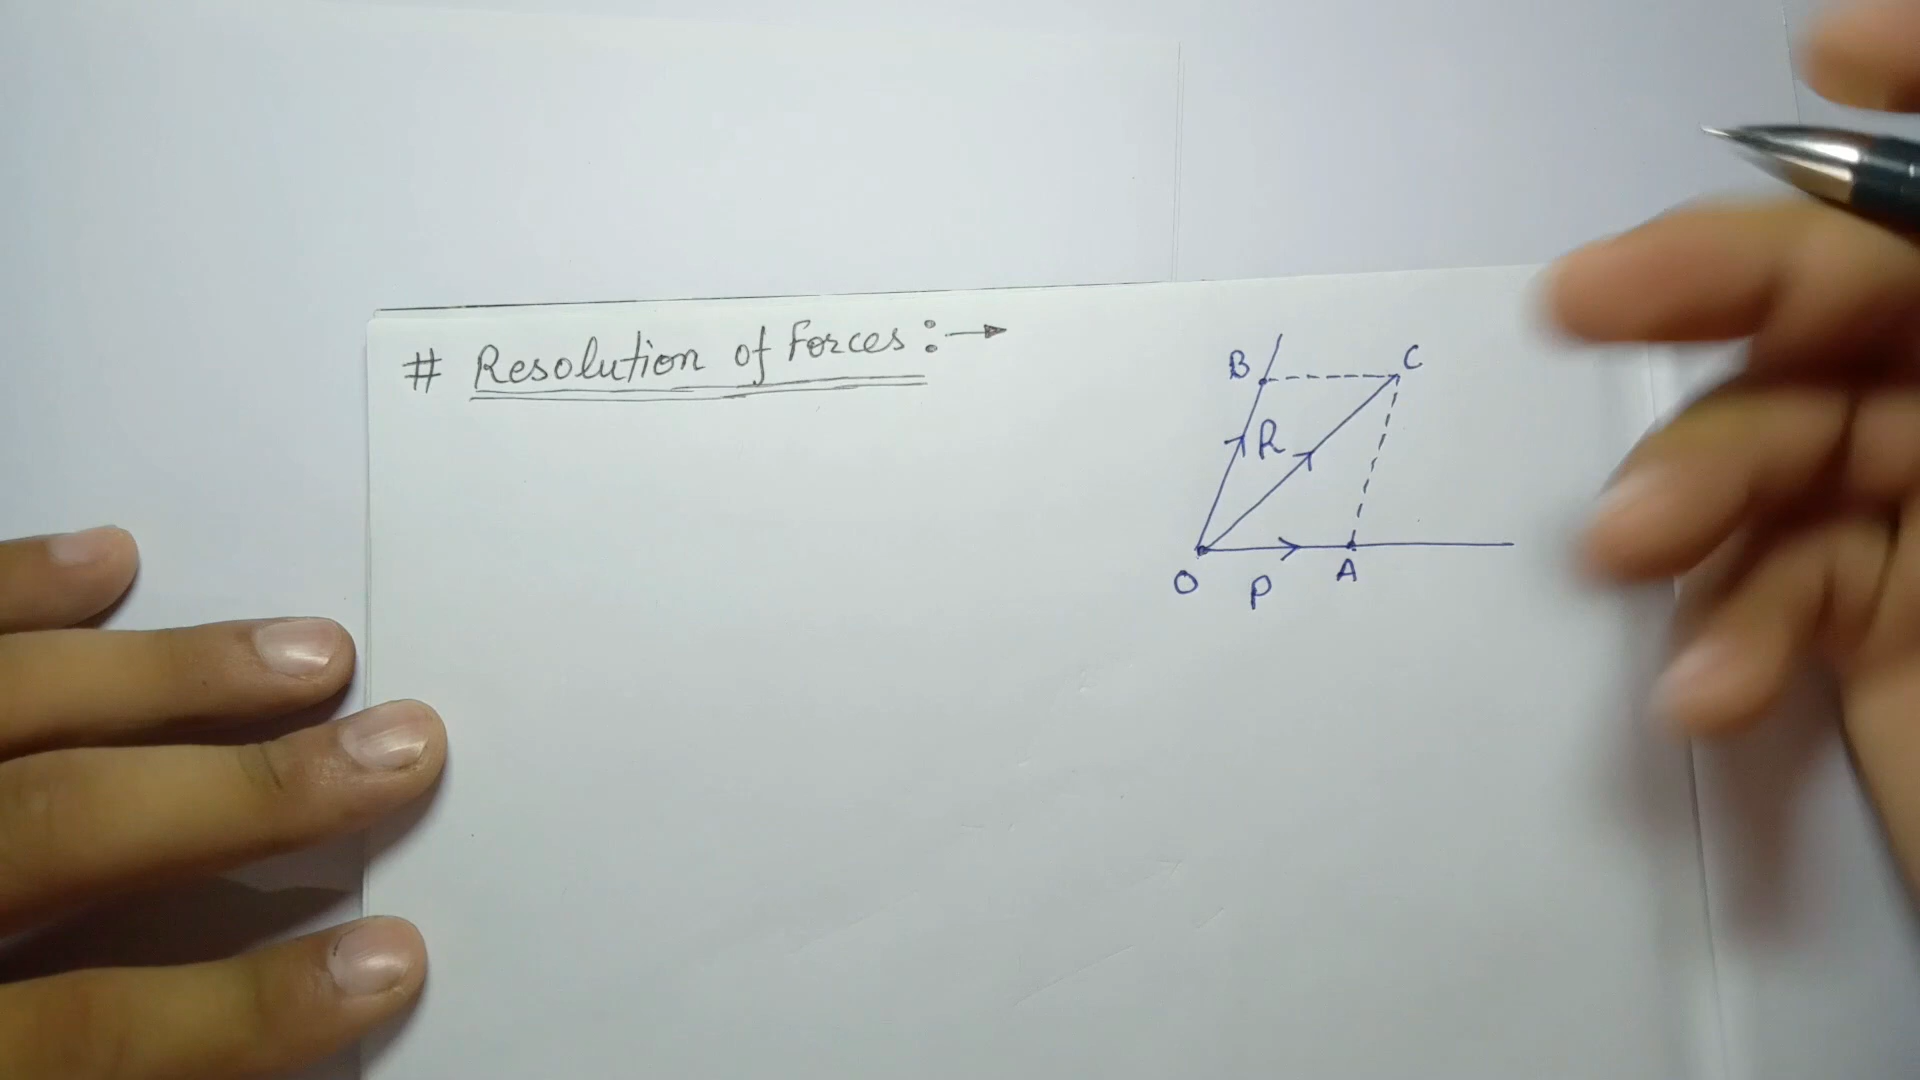 # Resolution of Forces :→
B C
R
O P A